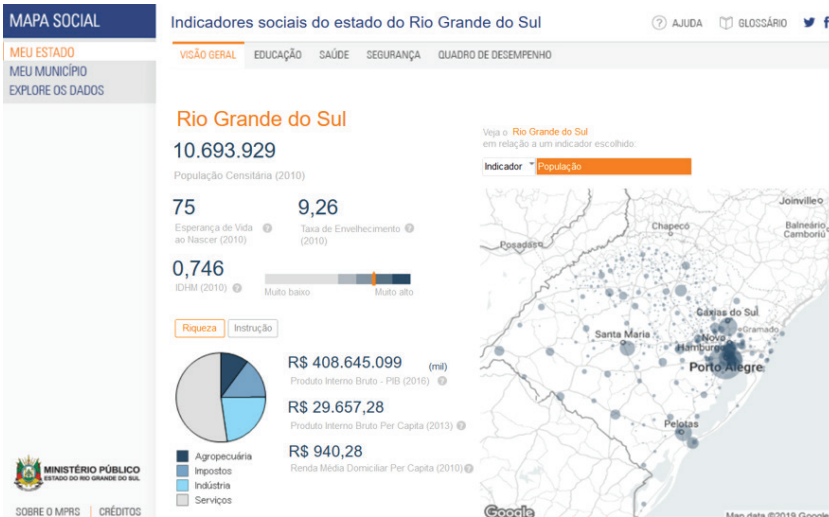 MAPA SOCIAL
Indicadores sociais do estado do Rio Grande do Sul
? AJUDA
GLOSSÁRIO
MEU ESTADO
MEU MUNICÍPIO
EXPLORE OS DADOS
VISÃO GERAL EDUCAÇÃO SAÚDE SEGURANÇA QUADRO DE DESEMPENHO
Rio Grande do Sul
10.693.929
População Censitária (2010)
75
Esperança de Vida ?
ao Nascer (2010)
9,26
Taxa de Envelhecimento ?
(2010)
0,746
IDHM (2010) ?
Muito baixo Muito alto
Riqueza Instrução
R$ 408.645.099 (mil)
Produto Interno Bruto - PIB (2016) ?
R$ 29.657,28
Produto Interno Bruto Per Capita (2013) ?
R$ 940,28
Renda Média Domiciliar Per Capita (2010) ?
Agropecuária
Impostos
Indústria
Serviços
Veja o Rio Grande do Sul
em relação a um indicador escolhido
Indicador População
Joinville
Chapecó
Balneário
Camboriú
Posadas
Caxias do Sul
Santa Maria
Gramado
Novo
Hamburgo
Porto Alegre
Pelotas
Google
Map data ©2019 Google
MINISTÉRIO PÚBLICO
ESTADO DO RIO GRANDE DO SUL
SOBRE O MPRS | CRÉDITOS